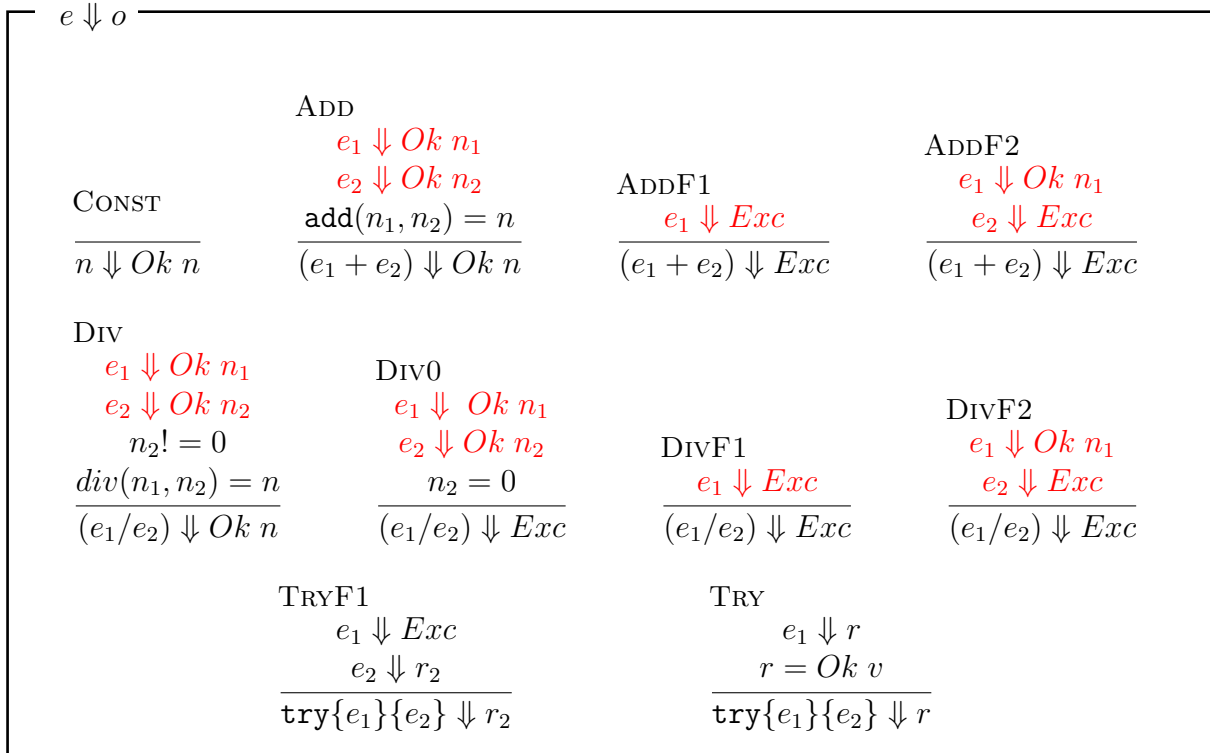 e ⇓ o
CONST
n ⇓ Ok n
ADD
e₁ ⇓ Ok n₁
e₂ ⇓ Ok n₂
add(n₁, n₂) = n
(e₁ + e₂) ⇓ Ok n
ADDF1
e₁ ⇓ Exc
(e₁ + e₂) ⇓ Exc
ADDF2
e₁ ⇓ Ok n₁
e₂ ⇓ Exc
(e₁ + e₂) ⇓ Exc
DIV
e₁ ⇓ Ok n₁
e₂ ⇓ Ok n₂
n₂! = 0
div(n₁, n₂) = n
(e₁/e₂) ⇓ Ok n
DIV0
e₁ ⇓ Ok n₁
e₂ ⇓ Ok n₂
n₂ = 0
(e₁/e₂) ⇓ Exc
DIVF1
e₁ ⇓ Exc
(e₁/e₂) ⇓ Exc
DIVF2
e₁ ⇓ Ok n₁
e₂ ⇓ Exc
(e₁/e₂) ⇓ Exc
TRYF1
e₁ ⇓ Exc
e₂ ⇓ r₂
try{e₁}{e₂} ⇓ r₂
TRY
e₁ ⇓ r
r = Ok v
try{e₁}{e₂} ⇓ r